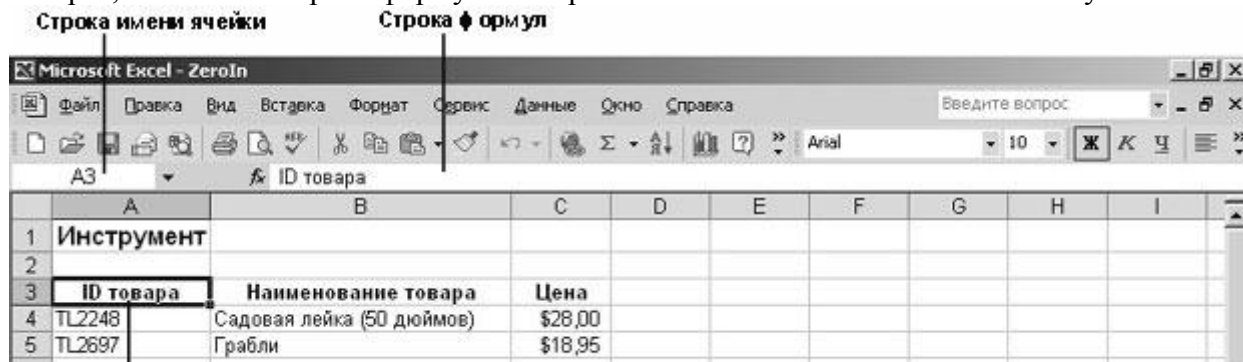 Строка имени ячейки Строка формул
Microsoft Excel - ZeroIn
Файл Правка Вид Вставка Формат Сервис Данные Окно Справка Введите вопрос
Arial 10 Ж К Ч
A3 fx ID товара
A B C D E F G H I
1 Инструмент
2
3 ID товара Наименование товара Цена
4 TL2248 Садовая лейка (50 дюймов) $28,00
5 TL2697 Грабли $18,95